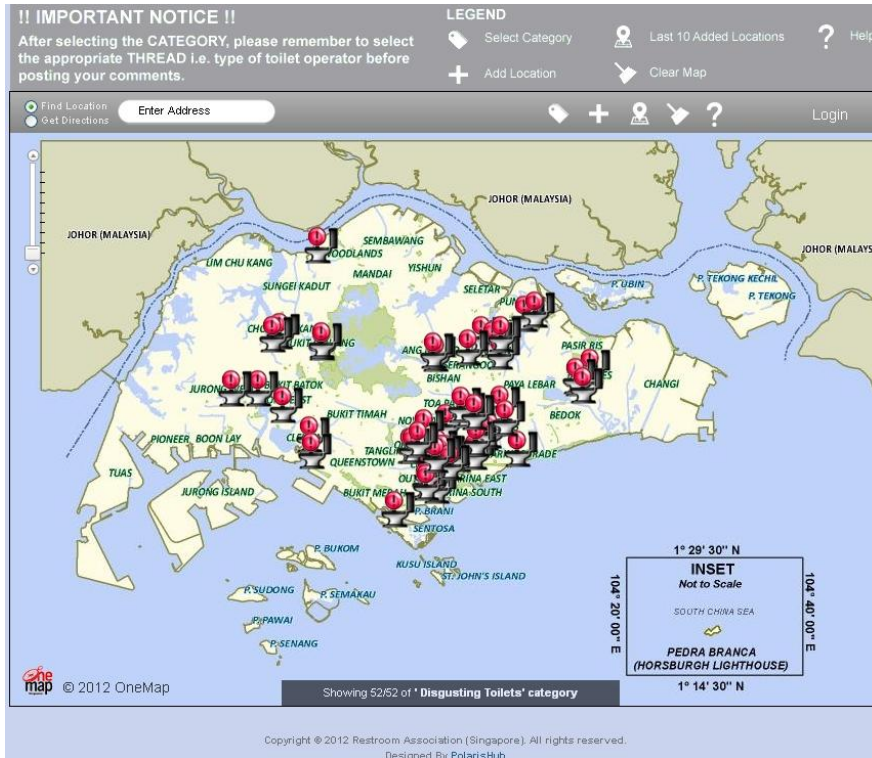 !! IMPORTANT NOTICE !!
After selecting the CATEGORY, please remember to select
the appropriate THREAD i.e. type of toilet operator before
posting your comments.
LEGEND
Select Category
Last 10 Added Locations
Help
Add Location
Clear Map
Find Location
Get Directions
Enter Address
Login
JOHOR (MALAYSIA)
JOHOR (MALAYSIA)
JOHOR (MALAYS
SEMBAWANG
LIM CHU KANG
MANDAI
YISHUN
SUNGEI KADUT
SELETAR
P. UBIN
P. TEKONG KECHIL
P. TEKONG
PASIR RIS
BISHAN
PAYA LEBAR
CHANGI
BUKIT TIMAH
BEDOK
PIONEER
BOON LAY
QUEENSTOWN
TUAS
JURONG ISLAND
P. BRANI
SENTOSA
P. BUKOM
KUSU ISLAND
ST. JOHN'S ISLAND
P. SUDONG
P. SEMAKAU
P. PAWAI
P. SENANG
1° 29' 30" N
104° 20' 00" E
INSET
Not to Scale
SOUTH CHINA SEA
PEDRA BRANCA
(HORSBURGH LIGHTHOUSE)
104° 40' 00" E
1° 14' 30" N
One
map
© 2012 OneMap
Showing 52/52 of ' Disgusting Toilets' category
Copyright © 2012 Restroom Association (Singapore). All rights reserved.
Designed By PolarisHub